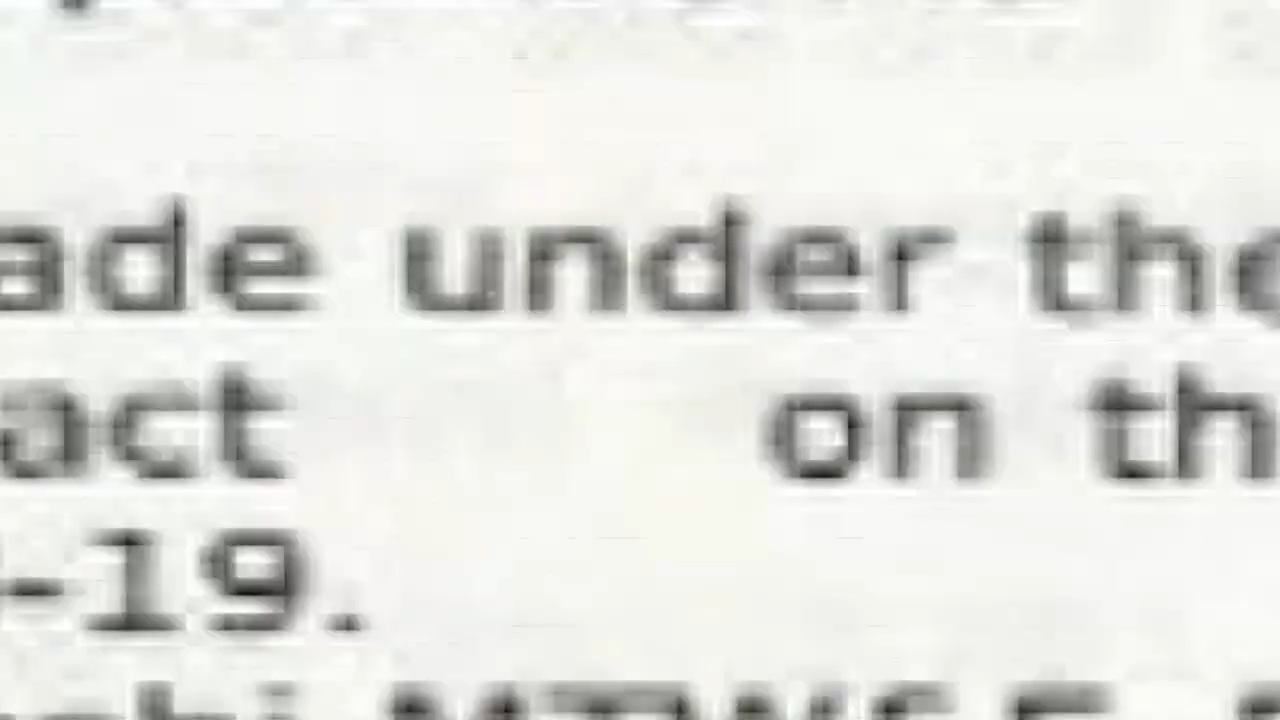 ade under the
act on th
-19.